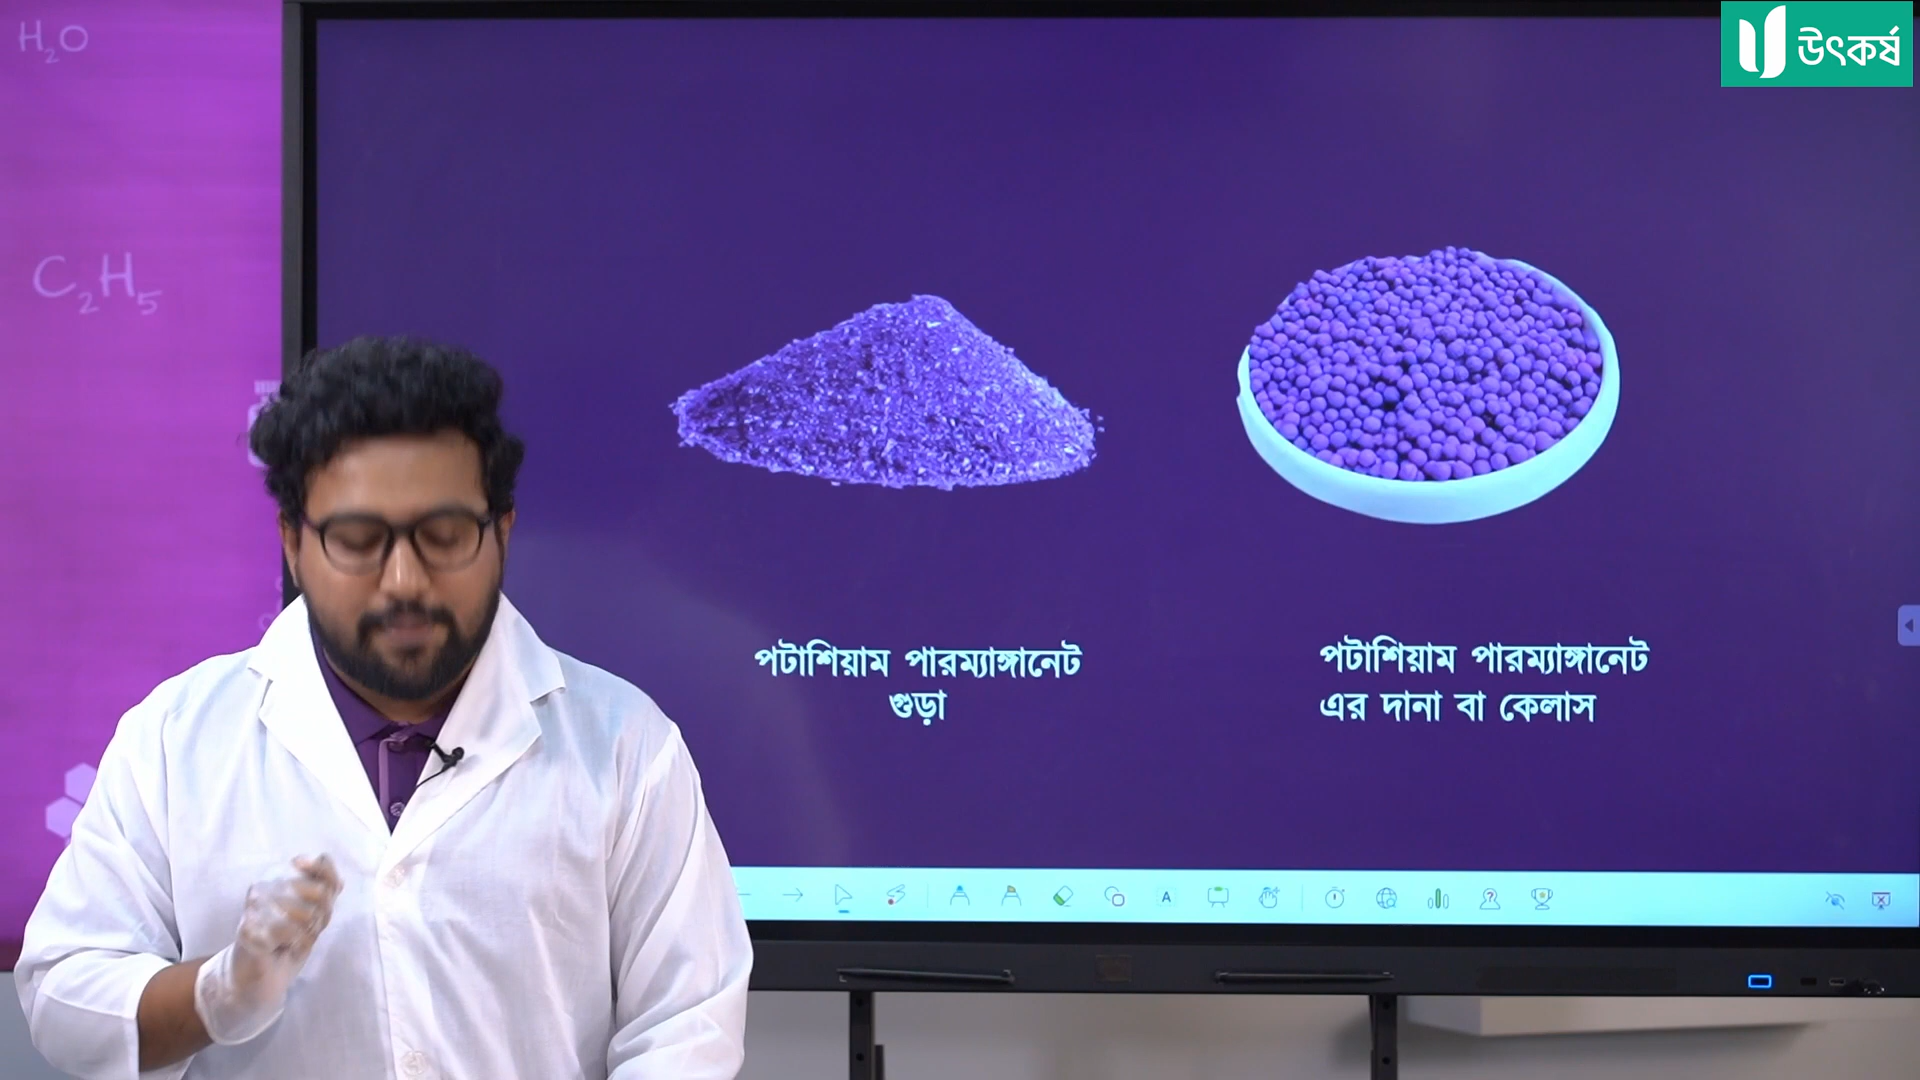 H₂O
C₂H₅
উৎকর্ষ
পটাশিয়াম পারম্যাঙ্গানেট
গুড়া
পটাশিয়াম পারম্যাঙ্গানেট
এর দানা বা কেলাস
A